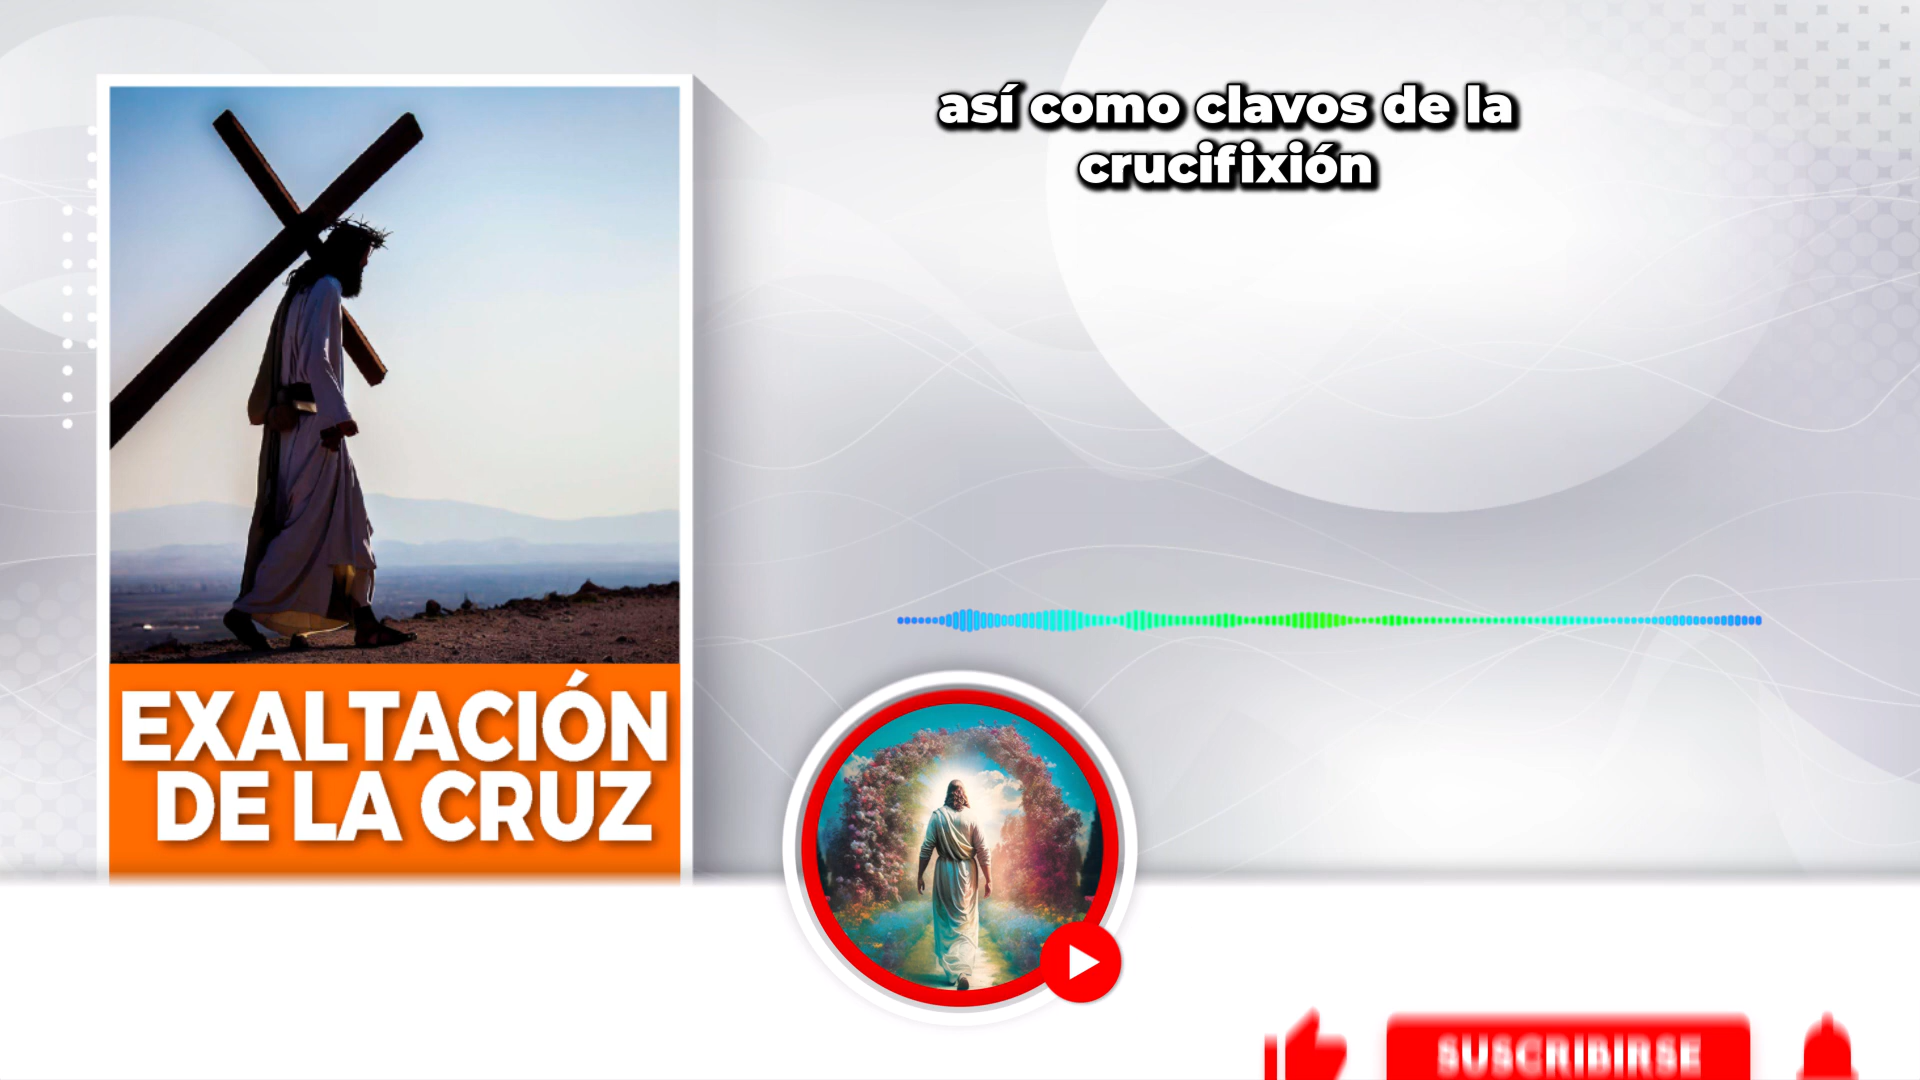 así como clavos de la
crucifixión
EXALTACIÓN
DE LA CRUZ
SUSCRIBIRSE